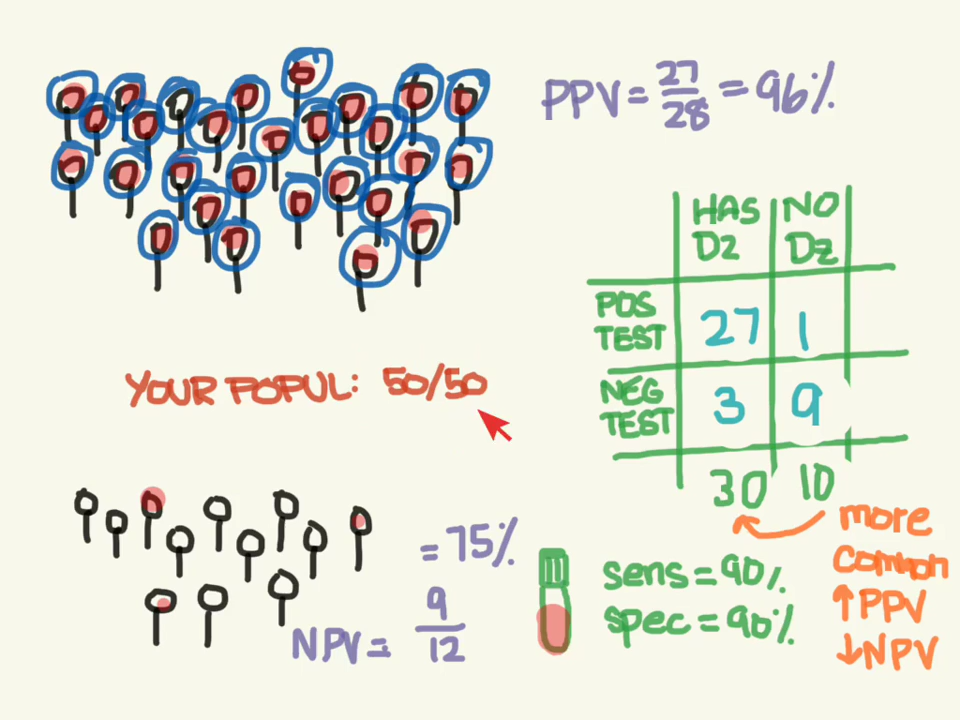 PPV = 27/28 = 96%
HAS Dz NO Dz
POS TEST 27 1
NEG TEST 3 9
30 10
YOUR POPUL: 50/50
NPV = 9/12 = 75%
sens = 90%
spec = 90%
more
common
↑PPV
↓NPV